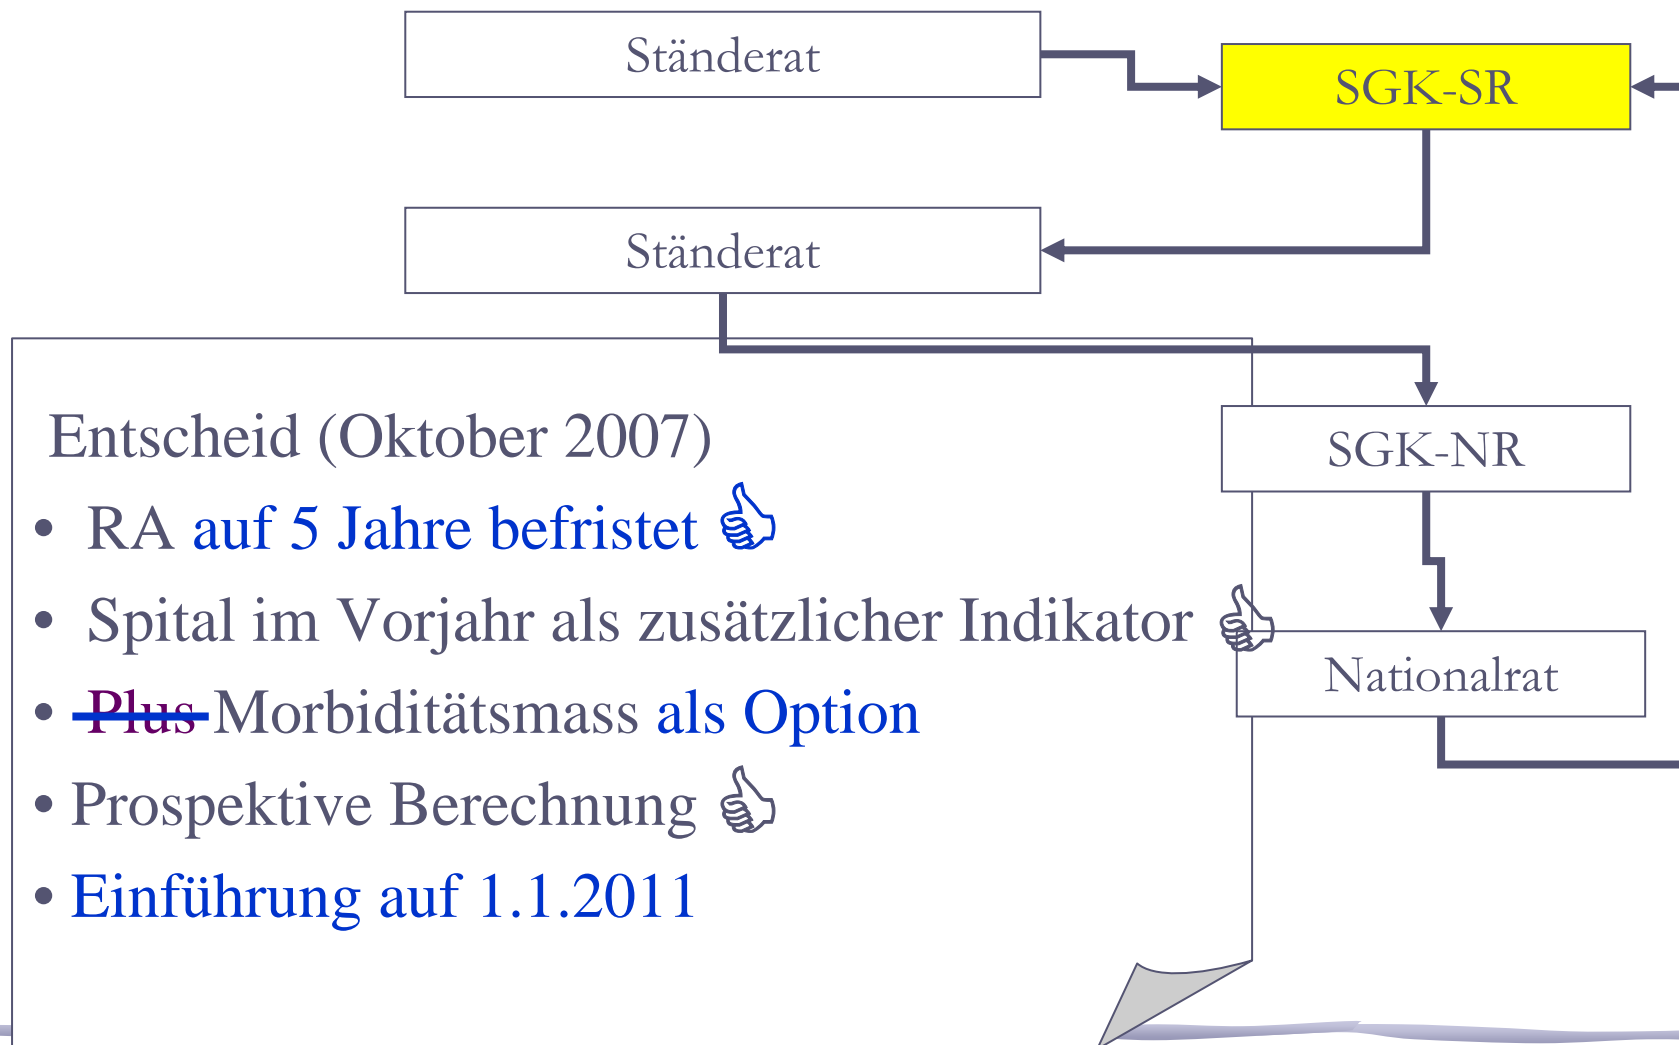 Ständerat
SGK-SR
Ständerat
Entscheid (Oktober 2007)
SGK-NR
• RA auf 5 Jahre befristet 👍
• Spital im Vorjahr als zusätzlicher Indikator 👍
Nationalrat
• Plus Morbiditätsmass als Option
• Prospektive Berechnung 👍
• Einführung auf 1.1.2011